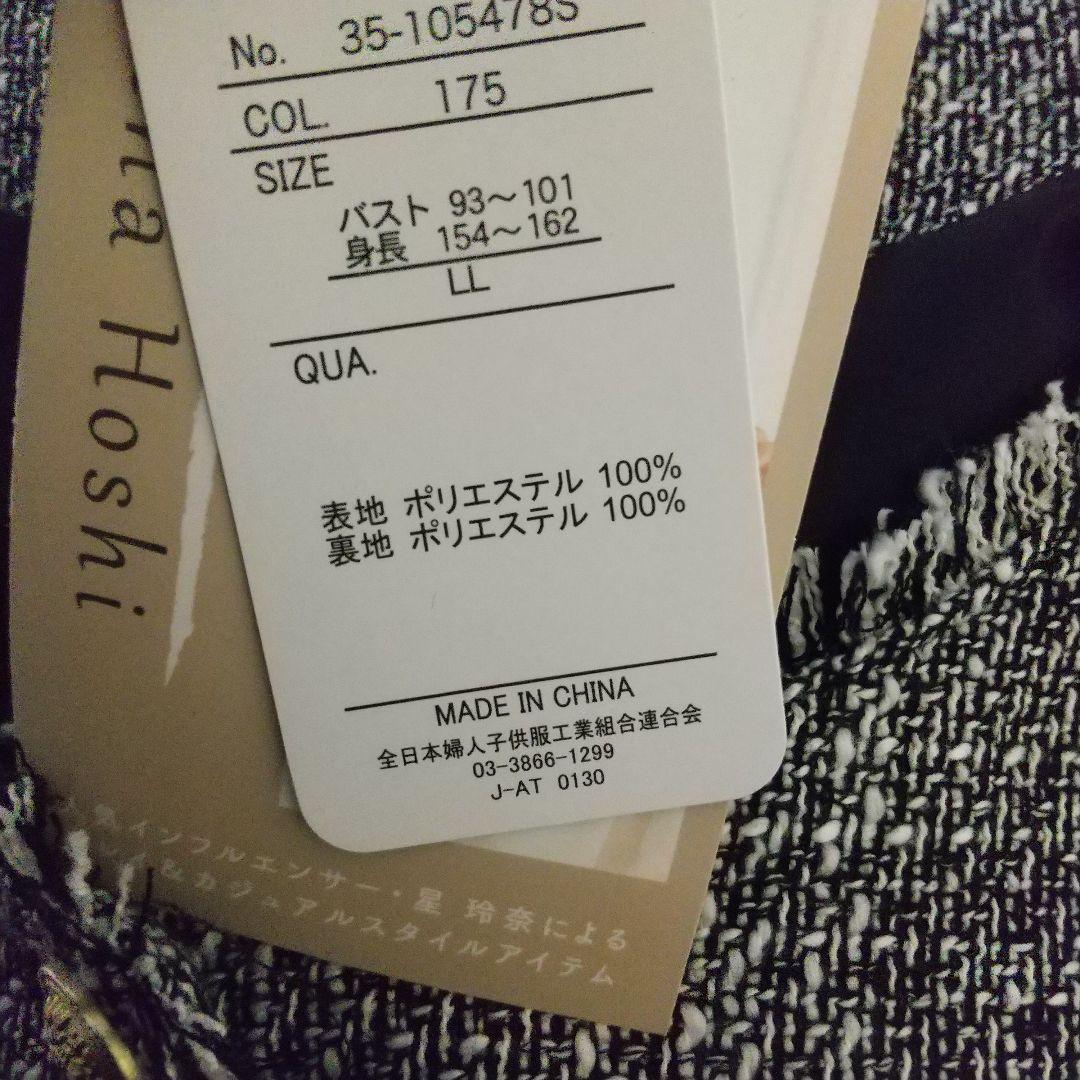 No. 35-105478S
COL. 175
SIZE
バスト 93～101
身長 154～162
LL
QUA.
表地 ポリエステル 100%
裏地 ポリエステル 100%
MADE IN CHINA
全日本婦人子供服工業組合連合会
03-3866-1299
J-AT 0130
Hoshi
インフルエンサー・星 玲奈による
&カジュアルスタイルアイテム